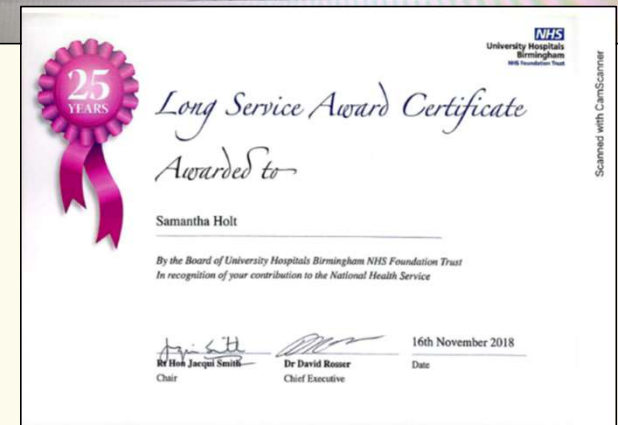 NHS
University Hospitals
Birmingham
NHS Foundation Trust
25
YEARS
Long Service Award Certificate
Awarded to
Samantha Holt
By the Board of University Hospitals Birmingham NHS Foundation Trust
In recognition of your contribution to the National Health Service
Rt Hon Jacqui Smith
Chair
Dr David Rosser
Chief Executive
16th November 2018
Date
Scanned with CamScanner